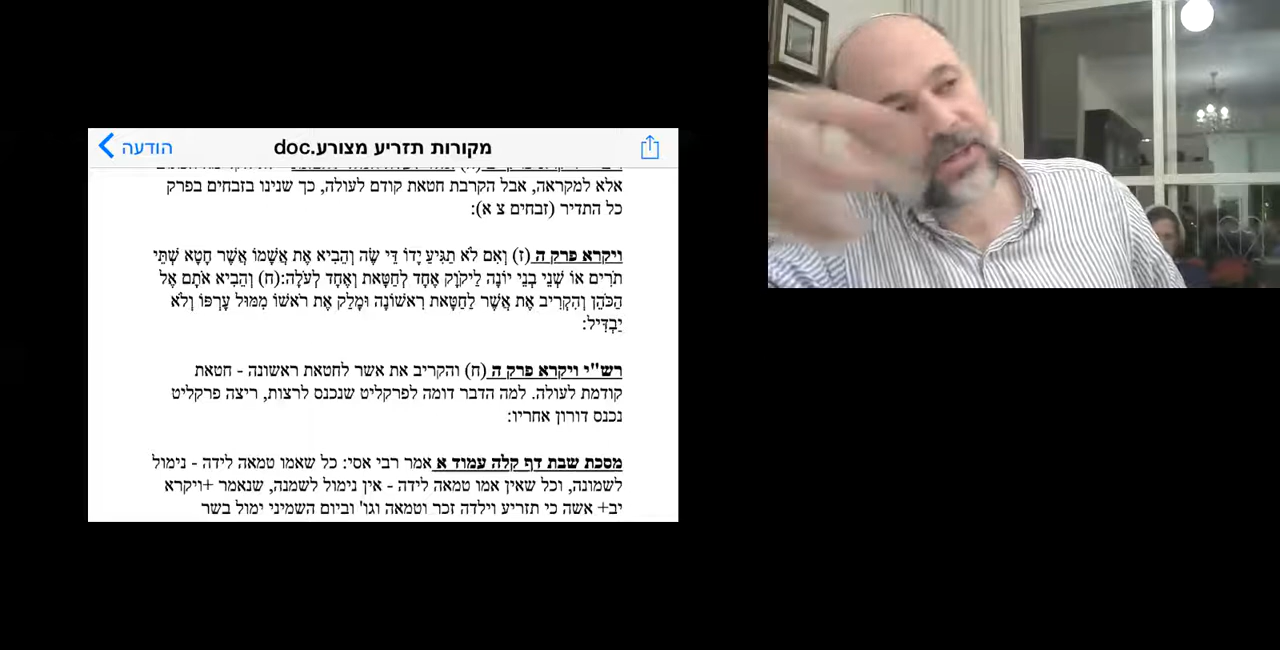 הודעה
מקורות תזריע מצורע.doc
אלא למקראה, אבל הקרבת חטאת קודם לעולה, כך שנינו בזבחים בפרק
כל התדיר (זבחים צ א):
ויקרא פרק ה (ז) וְאִם לֹא תַגִּיעַ יָדוֹ דֵּי שֶׂה וְהֵבִיא אֶת אֲשָׁמוֹ אֲשֶׁר חָטָא שְׁתֵּי
תֹרִים אוֹ שְׁנֵי בְנֵי יוֹנָה לַיקֹוָק אֶחָד לְחַטָּאת וְאֶחָד לְעֹלָה:(ח) וְהֵבִיא אֹתָם אֶל
הַכֹּהֵן וְהִקְרִיב אֶת אֲשֶׁר לַחַטָּאת רִאשׁוֹנָה וּמָלַק אֶת רֹאשׁוֹ מִמּוּל עָרְפּוֹ וְלֹא
יַבְדִּיל:
רש"י ויקרא פרק ה (ח) והקריב את אשר לחטאת ראשונה - חטאת
קודמת לעולה. למה הדבר דומה לפרקליט שנכנס לרצות, ריצה פרקליט
נכנס דורון אחריו:
מסכת שבת דף קלה עמוד א אמר רבי אסי: כל שאמו טמאה לידה - נימול
לשמונה, וכל שאין אמו טמאה לידה - אין נימול לשמנה, שנאמר +ויקרא
יב+ אשה כי תזריע וילדה זכר וטמאה וגו' וביום השמיני ימול בשר